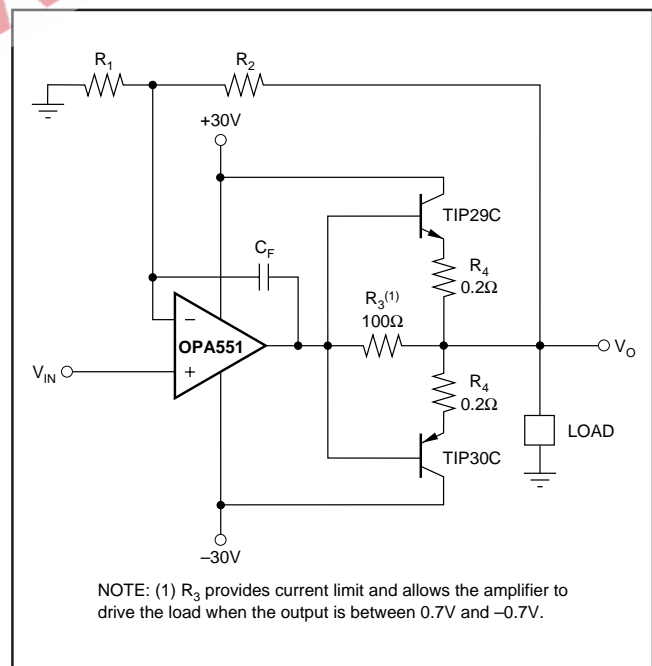 R1
R2
+30V
TIP29C
CF
R4
0.2Ω
R3(1)
100Ω
–
OPA551
+
VIN
VO
R4
0.2Ω
LOAD
TIP30C
–30V
NOTE: (1) R3 provides current limit and allows the amplifier to
drive the load when the output is between 0.7V and –0.7V.